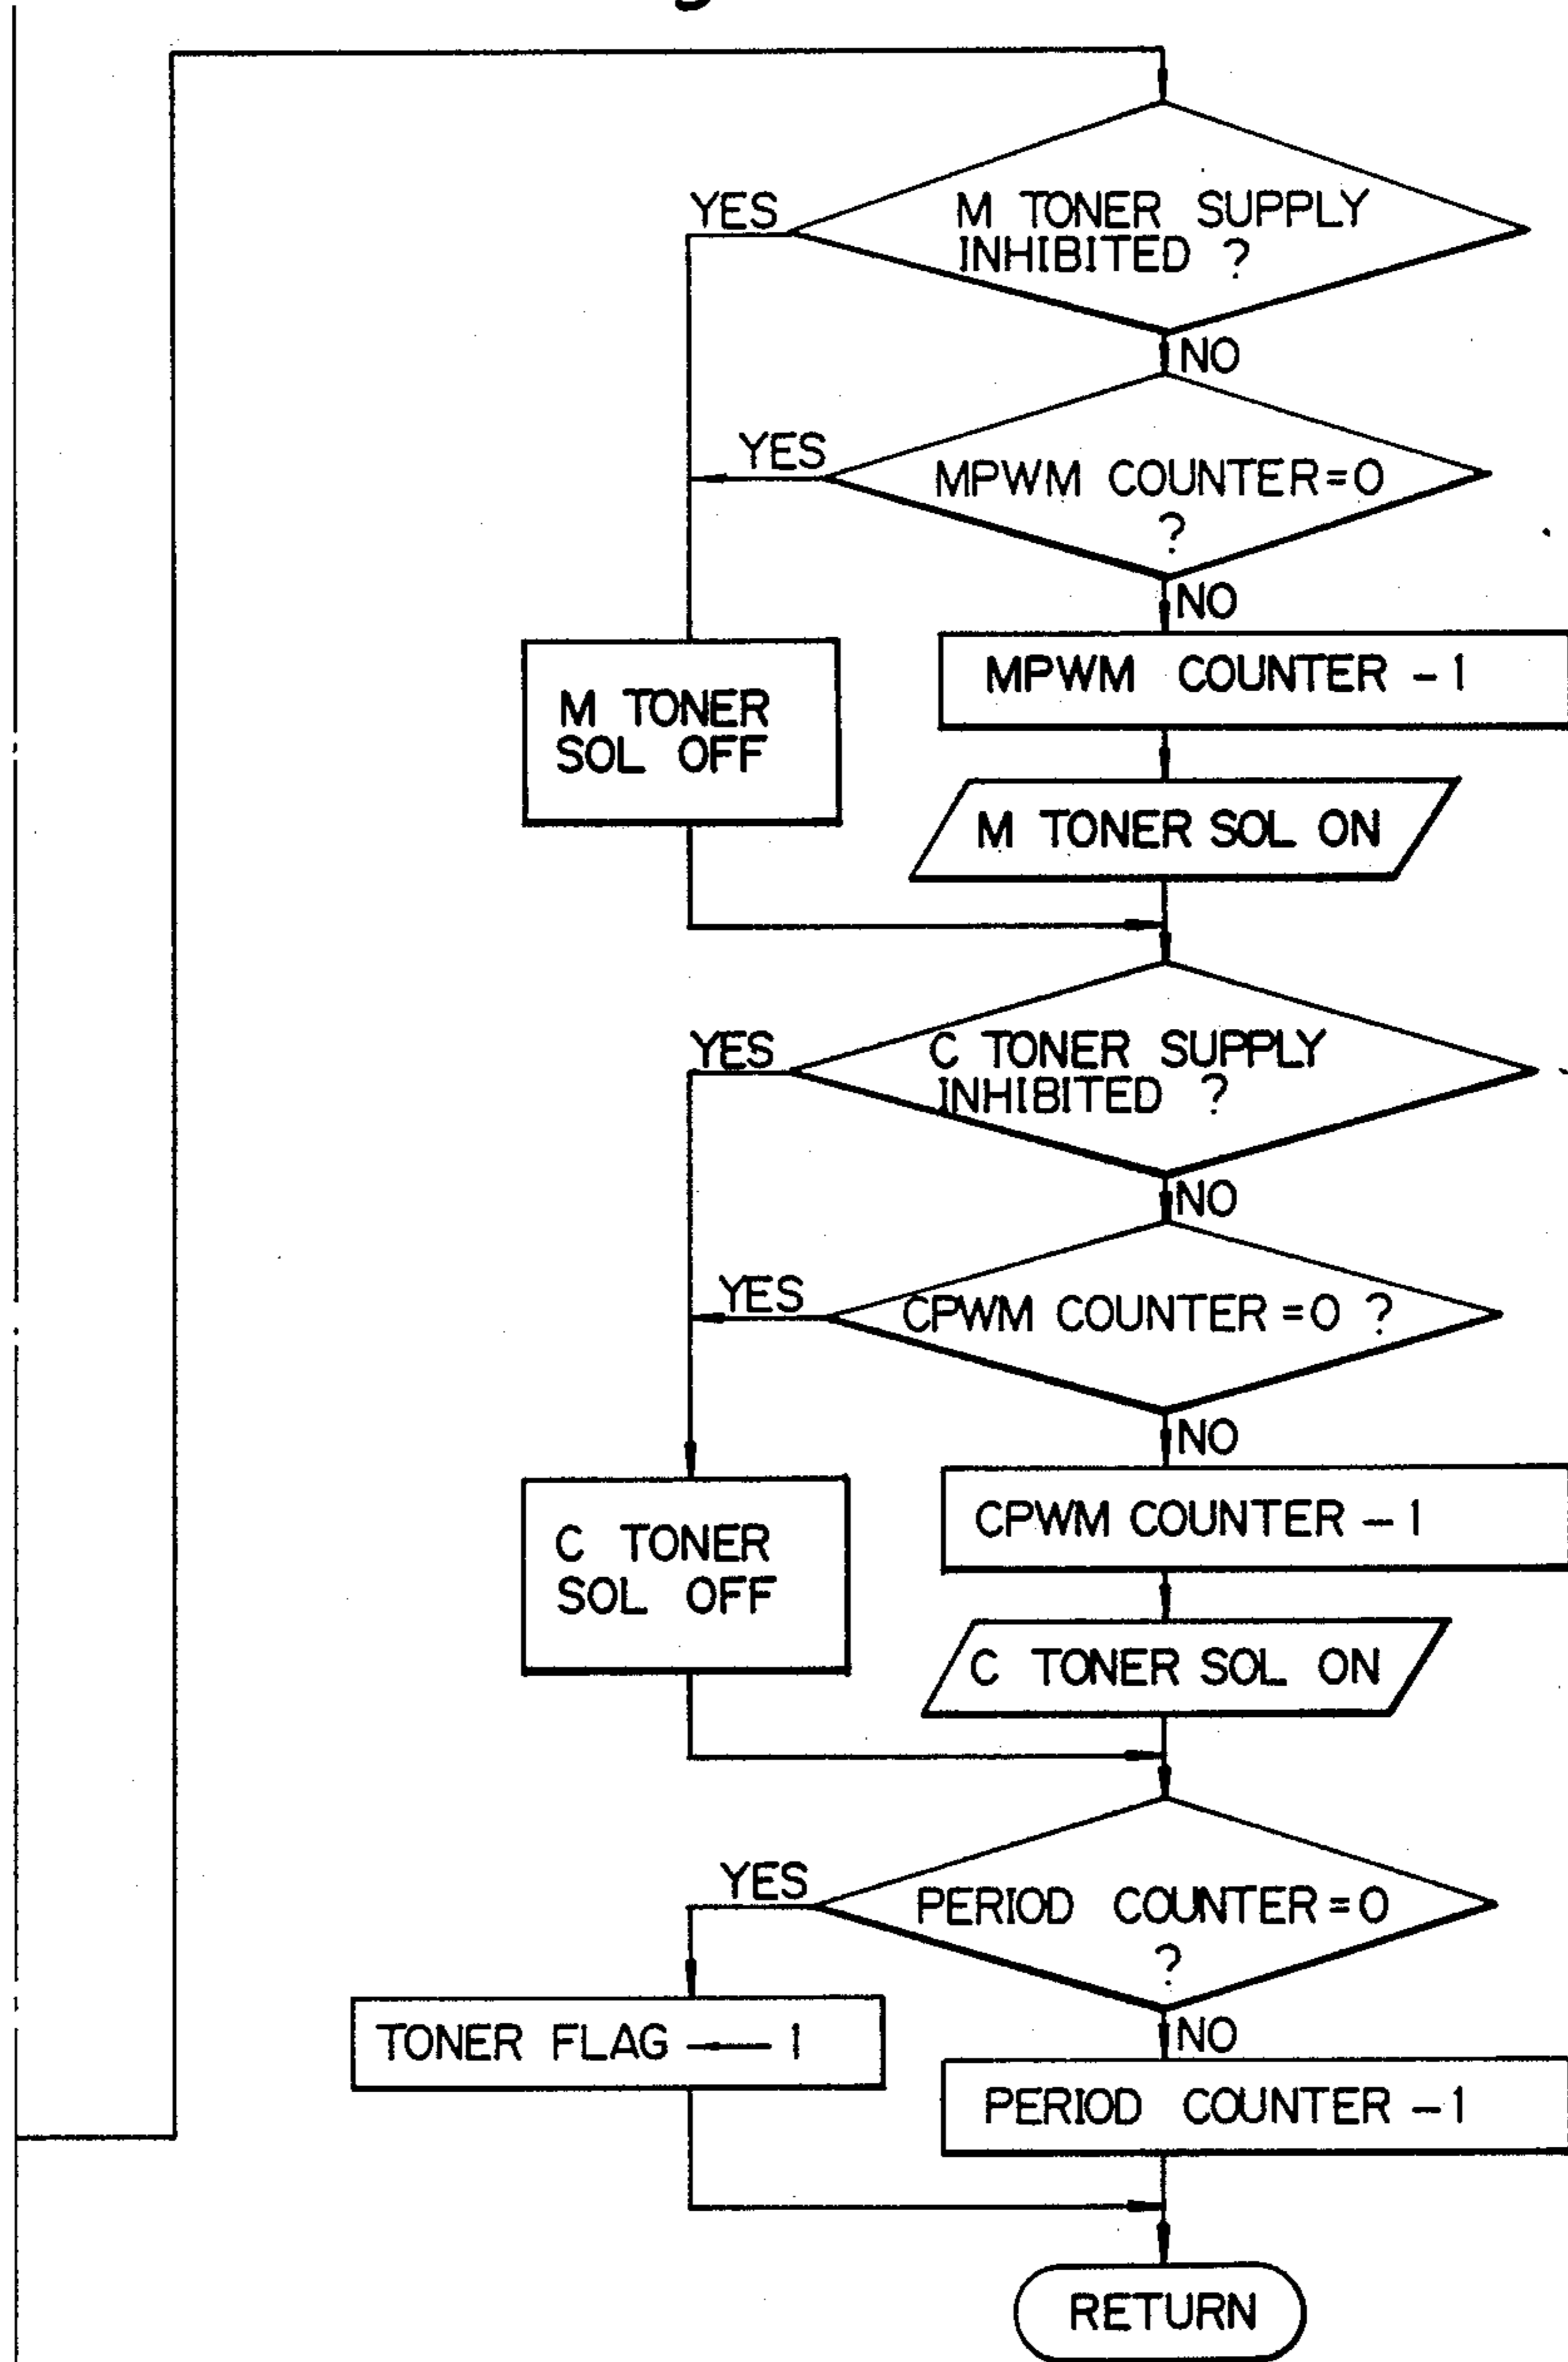 M TONER SUPPLY
INHIBITED ?
YES
NO
MPWM COUNTER=0
?
YES
NO
M TONER
SOL OFF
MPWM COUNTER -1
M TONER SOL ON
C TONER SUPPLY
INHIBITED ?
YES
NO
CPWM COUNTER=0 ?
YES
NO
C TONER
SOL OFF
CPWM COUNTER -1
C TONER SOL ON
PERIOD COUNTER=0
?
YES
NO
TONER FLAG ← 1
PERIOD COUNTER -1
RETURN